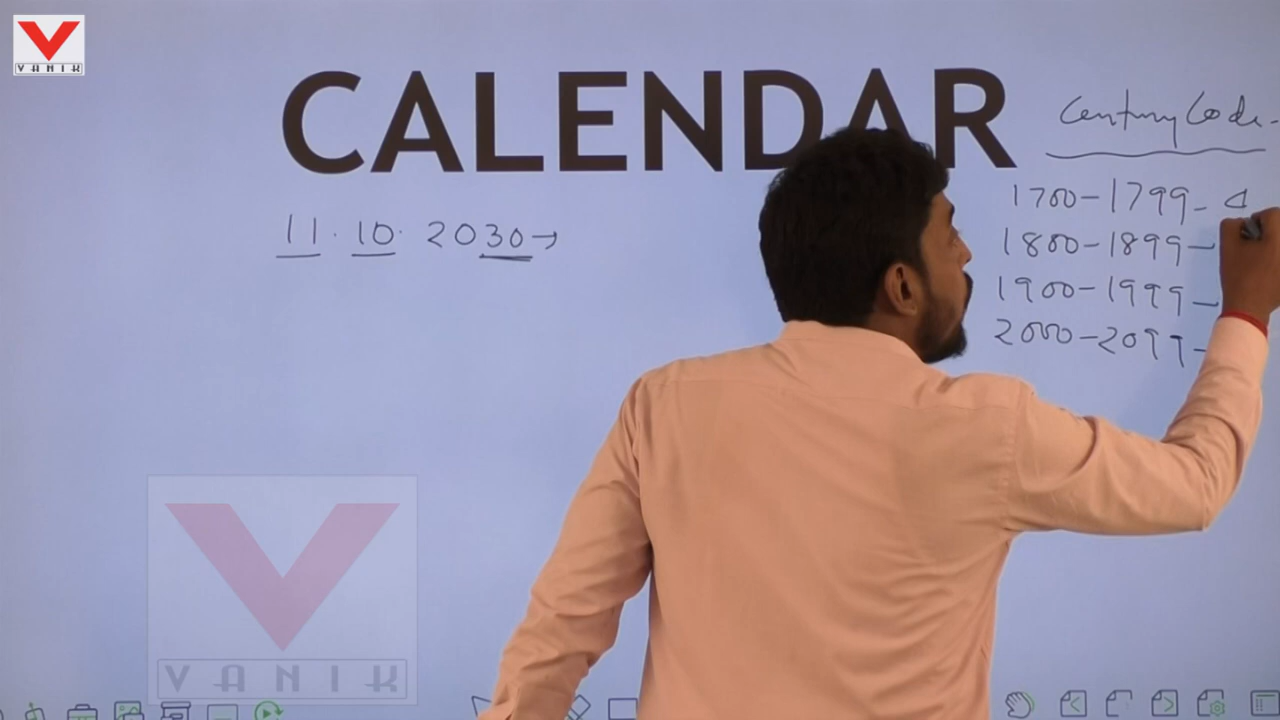 VANIK
CALENDAR
Century Code-
11.10.2030→
1700-1799- 4
1800-1899-
1900-1999-
2000-2099-
VANIK